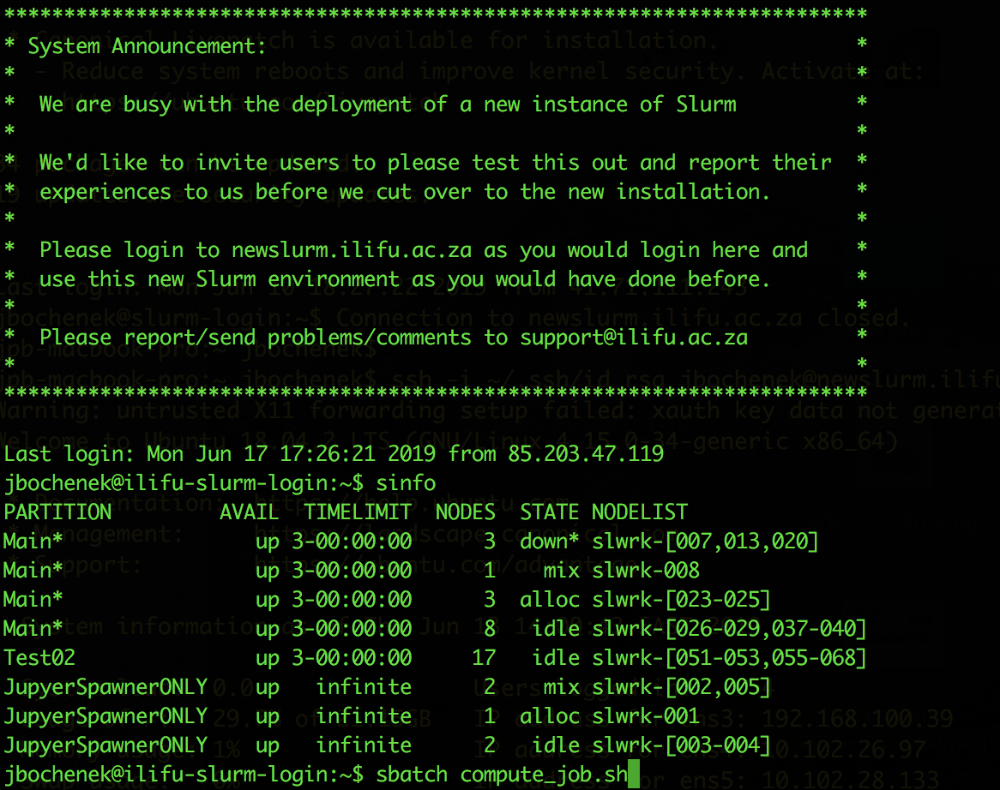 ************************************************************************
* System Announcement: *
* *
* We are busy with the deployment of a new instance of Slurm *
* *
* We'd like to invite users to please test this out and report their *
* experiences to us before we cut over to the new installation. *
* *
* Please login to newslurm.ilifu.ac.za as you would login here and *
* use this new Slurm environment as you would have done before. *
* *
* Please report/send problems/comments to support@ilifu.ac.za *
* *
************************************************************************
Last login: Mon Jun 17 17:26:21 2019 from 85.203.47.119
jbochenek@ilifu-slurm-login:~$ sinfo
PARTITION AVAIL TIMELIMIT NODES STATE NODELIST
Main* up 3-00:00:00 3 down* slwrk-[007,013,020]
Main* up 3-00:00:00 1 mix slwrk-008
Main* up 3-00:00:00 3 alloc slwrk-[023-025]
Main* up 3-00:00:00 8 idle slwrk-[026-029,037-040]
Test02 up 3-00:00:00 17 idle slwrk-[051-053,055-068]
JupyerSpawnerONLY up infinite 2 mix slwrk-[002,005]
JupyerSpawnerONLY up infinite 1 alloc slwrk-001
JupyerSpawnerONLY up infinite 2 idle slwrk-[003-004]
jbochenek@ilifu-slurm-login:~$ sbatch compute_job.sh